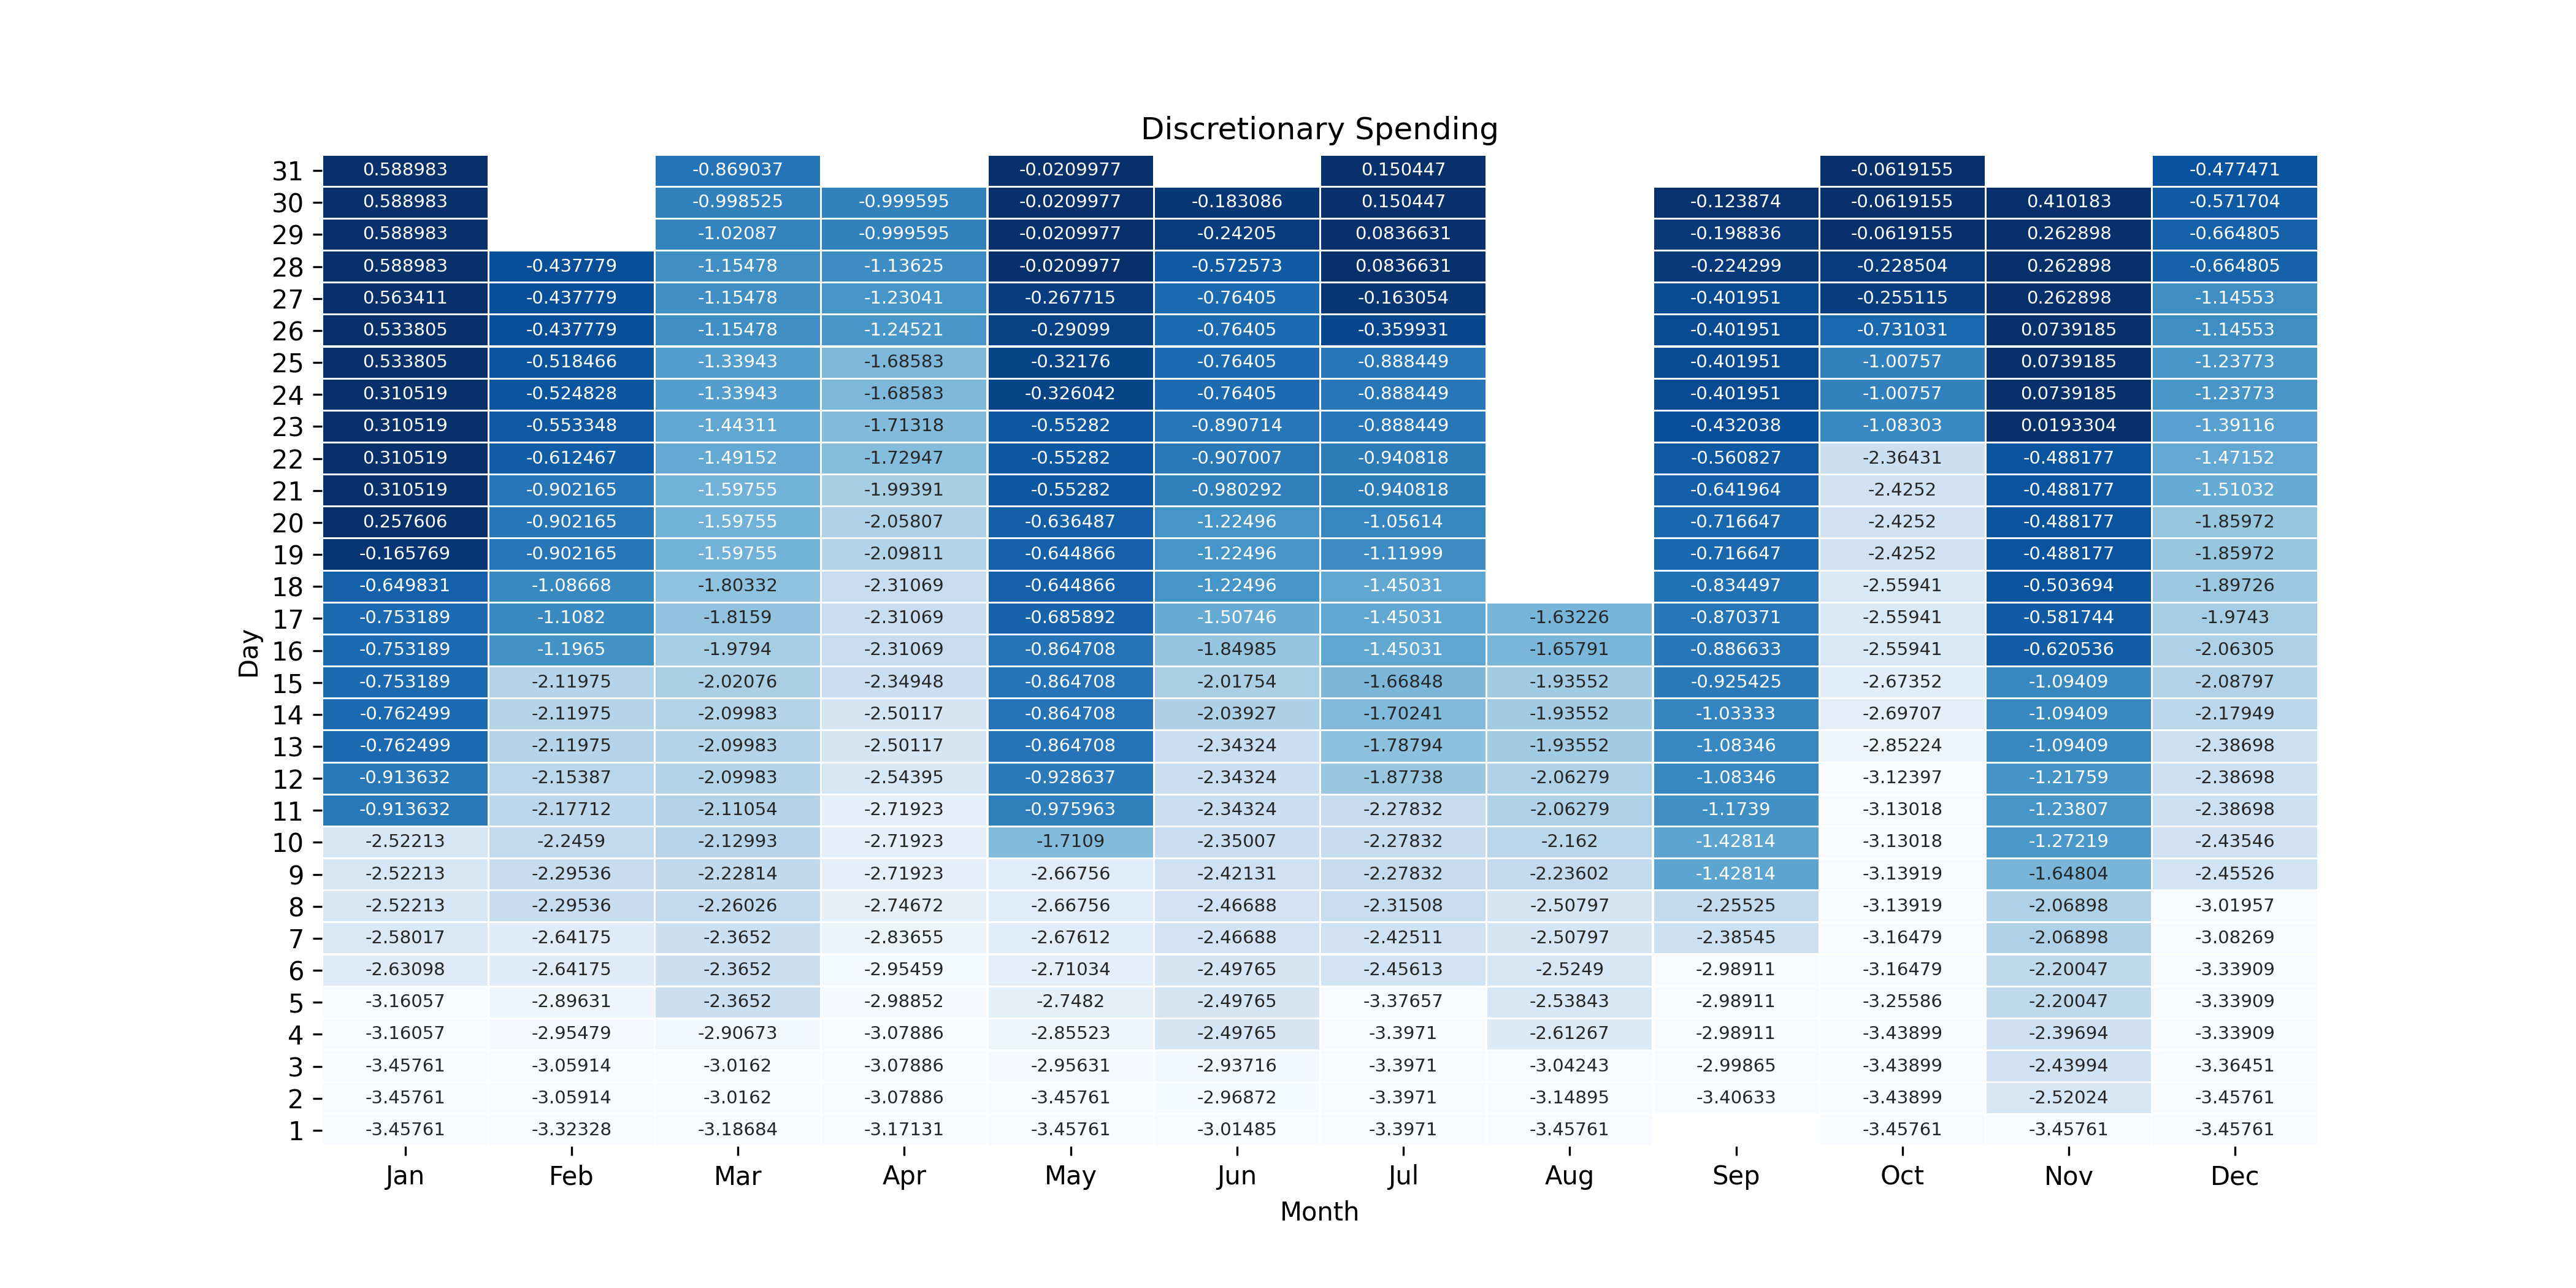 Discretionary Spending
31 0.588983 -0.869037 -0.0209977 0.150447 -0.0619155 -0.477471
30 0.588983 -0.998525 -0.999595 -0.0209977 -0.183086 0.150447 -0.123874 -0.0619155 0.410183 -0.571704
29 0.588983 -1.02087 -0.999595 -0.0209977 -0.24205 0.0836631 -0.198836 -0.0619155 0.262898 -0.664805
28 0.588983 -0.437779 -1.15478 -1.13625 -0.0209977 -0.572573 0.0836631 -0.224299 -0.228504 0.262898 -0.664805
27 0.563411 -0.437779 -1.15478 -1.23041 -0.267715 -0.76405 -0.163054 -0.401951 -0.255115 0.262898 -1.14553
26 0.533805 -0.437779 -1.15478 -1.24521 -0.29099 -0.76405 -0.359931 -0.401951 -0.731031 0.0739185 -1.14553
25 0.533805 -0.518466 -1.33943 -1.68583 -0.32176 -0.76405 -0.888449 -0.401951 -1.00757 0.0739185 -1.23773
24 0.310519 -0.524828 -1.33943 -1.68583 -0.326042 -0.76405 -0.888449 -0.401951 -1.00757 0.0739185 -1.23773
23 0.310519 -0.553348 -1.44311 -1.71318 -0.55282 -0.890714 -0.888449 -0.432038 -1.08303 0.0193304 -1.39116
22 0.310519 -0.612467 -1.49152 -1.72947 -0.55282 -0.907007 -0.940818 -0.560827 -2.36431 -0.488177 -1.47152
21 0.310519 -0.902165 -1.59755 -1.99391 -0.55282 -0.980292 -0.940818 -0.641964 -2.4252 -0.488177 -1.51032
20 0.257606 -0.902165 -1.59755 -2.05807 -0.636487 -1.22496 -1.05614 -0.716647 -2.4252 -0.488177 -1.85972
19 -0.165769 -0.902165 -1.59755 -2.09811 -0.644866 -1.22496 -1.11999 -0.716647 -2.4252 -0.488177 -1.85972
18 -0.649831 -1.08668 -1.80332 -2.31069 -0.644866 -1.22496 -1.45031 -0.834497 -2.55941 -0.503694 -1.89726
17 -0.753189 -1.1082 -1.8159 -2.31069 -0.685892 -1.50746 -1.45031 -1.63226 -0.870371 -2.55941 -0.581744 -1.9743
16 -0.753189 -1.1965 -1.9794 -2.31069 -0.864708 -1.84985 -1.45031 -1.65791 -0.886633 -2.55941 -0.620536 -2.06305
15 -0.753189 -2.11975 -2.02076 -2.34948 -0.864708 -2.01754 -1.66848 -1.93552 -0.925425 -2.67352 -1.09409 -2.08797
14 -0.762499 -2.11975 -2.09983 -2.50117 -0.864708 -2.03927 -1.70241 -1.93552 -1.03333 -2.69707 -1.09409 -2.17949
13 -0.762499 -2.11975 -2.09983 -2.50117 -0.864708 -2.34324 -1.78794 -1.93552 -1.08346 -2.85224 -1.09409 -2.38698
12 -0.913632 -2.15387 -2.09983 -2.54395 -0.928637 -2.34324 -1.87738 -2.06279 -1.08346 -3.12397 -1.21759 -2.38698
11 -0.913632 -2.17712 -2.11054 -2.71923 -0.975963 -2.34324 -2.27832 -2.06279 -1.1739 -3.13018 -1.23807 -2.38698
10 -2.52213 -2.2459 -2.12993 -2.71923 -1.7109 -2.35007 -2.27832 -2.162 -1.42814 -3.13018 -1.27219 -2.43546
9 -2.52213 -2.29536 -2.22814 -2.71923 -2.66756 -2.42131 -2.27832 -2.23602 -1.42814 -3.13919 -1.64804 -2.45526
8 -2.52213 -2.29536 -2.26026 -2.74672 -2.66756 -2.46688 -2.31508 -2.50797 -2.25525 -3.13919 -2.06898 -3.01957
7 -2.58017 -2.64175 -2.3652 -2.83655 -2.67612 -2.46688 -2.42511 -2.50797 -2.38545 -3.16479 -2.06898 -3.08269
6 -2.63098 -2.64175 -2.3652 -2.95459 -2.71034 -2.49765 -2.45613 -2.5249 -2.98911 -3.16479 -2.20047 -3.33909
5 -3.16057 -2.89631 -2.3652 -2.98852 -2.7482 -2.49765 -3.37657 -2.53843 -2.98911 -3.25586 -2.20047 -3.33909
4 -3.16057 -2.95479 -2.90673 -3.07886 -2.85523 -2.49765 -3.3971 -2.61267 -2.98911 -3.43899 -2.39694 -3.33909
3 -3.45761 -3.05914 -3.0162 -3.07886 -2.95631 -2.93716 -3.3971 -3.04243 -2.99865 -3.43899 -2.43994 -3.36451
2 -3.45761 -3.05914 -3.0162 -3.07886 -3.45761 -2.96872 -3.3971 -3.14895 -3.40633 -3.43899 -2.52024 -3.45761
1 -3.45761 -3.32328 -3.18684 -3.17131 -3.45761 -3.01485 -3.3971 -3.45761 -3.45761 -3.45761 -3.45761
Day
Jan Feb Mar Apr May Jun Jul Aug Sep Oct Nov Dec
Month